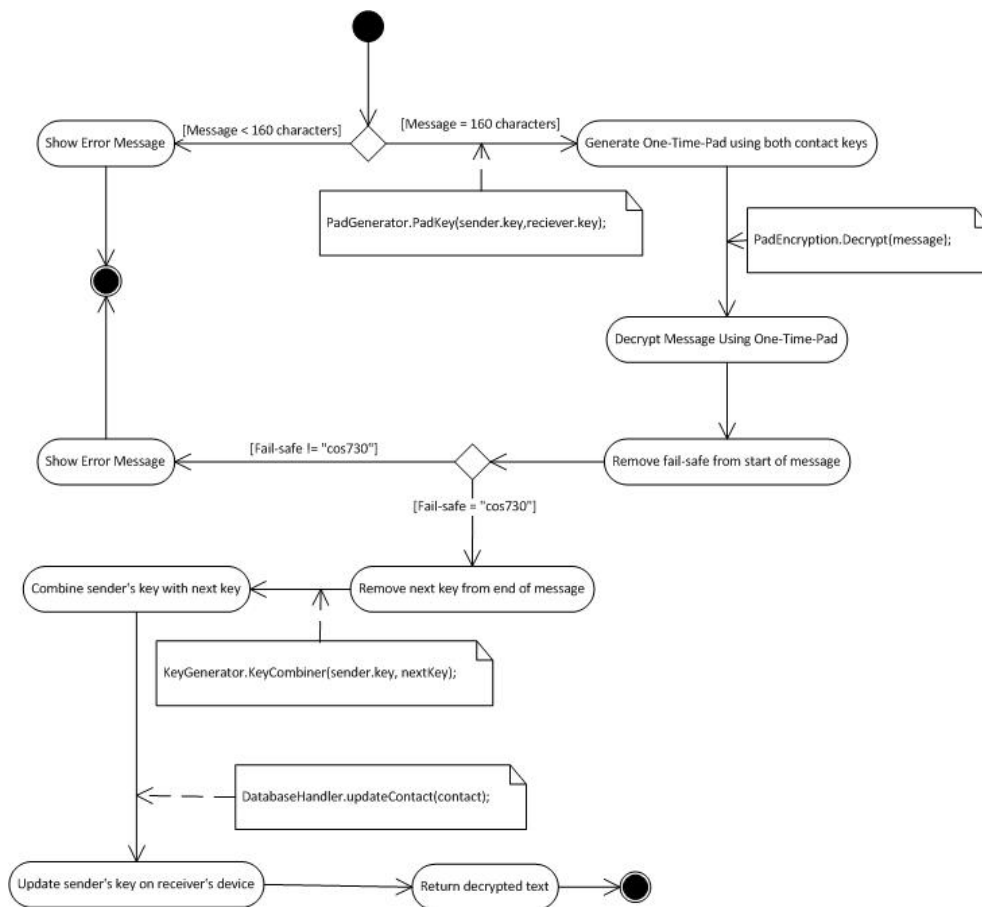 [Message < 160 characters]
[Message = 160 characters]
Show Error Message
Generate One-Time-Pad using both contact keys
PadGenerator.PadKey(sender.key,reciever.key);
PadEncryption.Decrypt(message);
Decrypt Message Using One-Time-Pad
[Fail-safe != "cos730"]
Show Error Message
Remove fail-safe from start of message
[Fail-safe = "cos730"]
Combine sender's key with next key
Remove next key from end of message
KeyGenerator.KeyCombiner(sender.key, nextKey);
DatabaseHandler.updateContact(contact);
Update sender's key on receiver's device
Return decrypted text